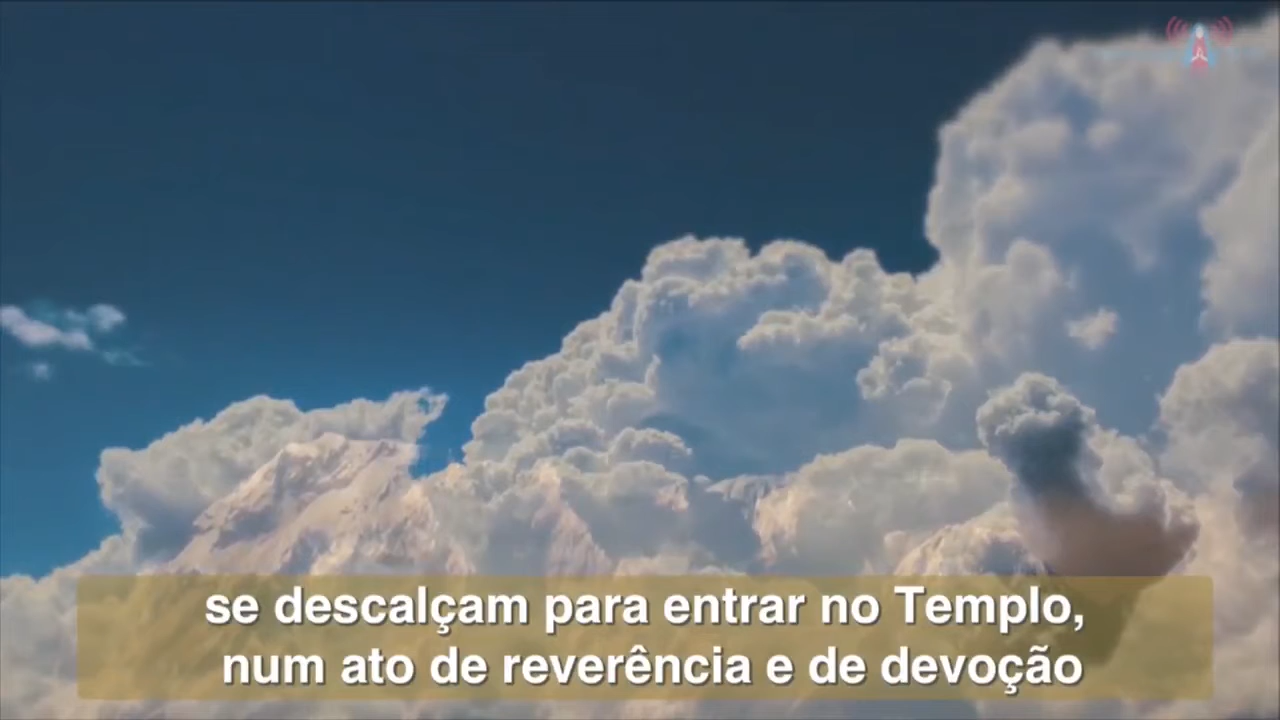 se descalçam para entrar no Templo,
num ato de reverência e de devoção